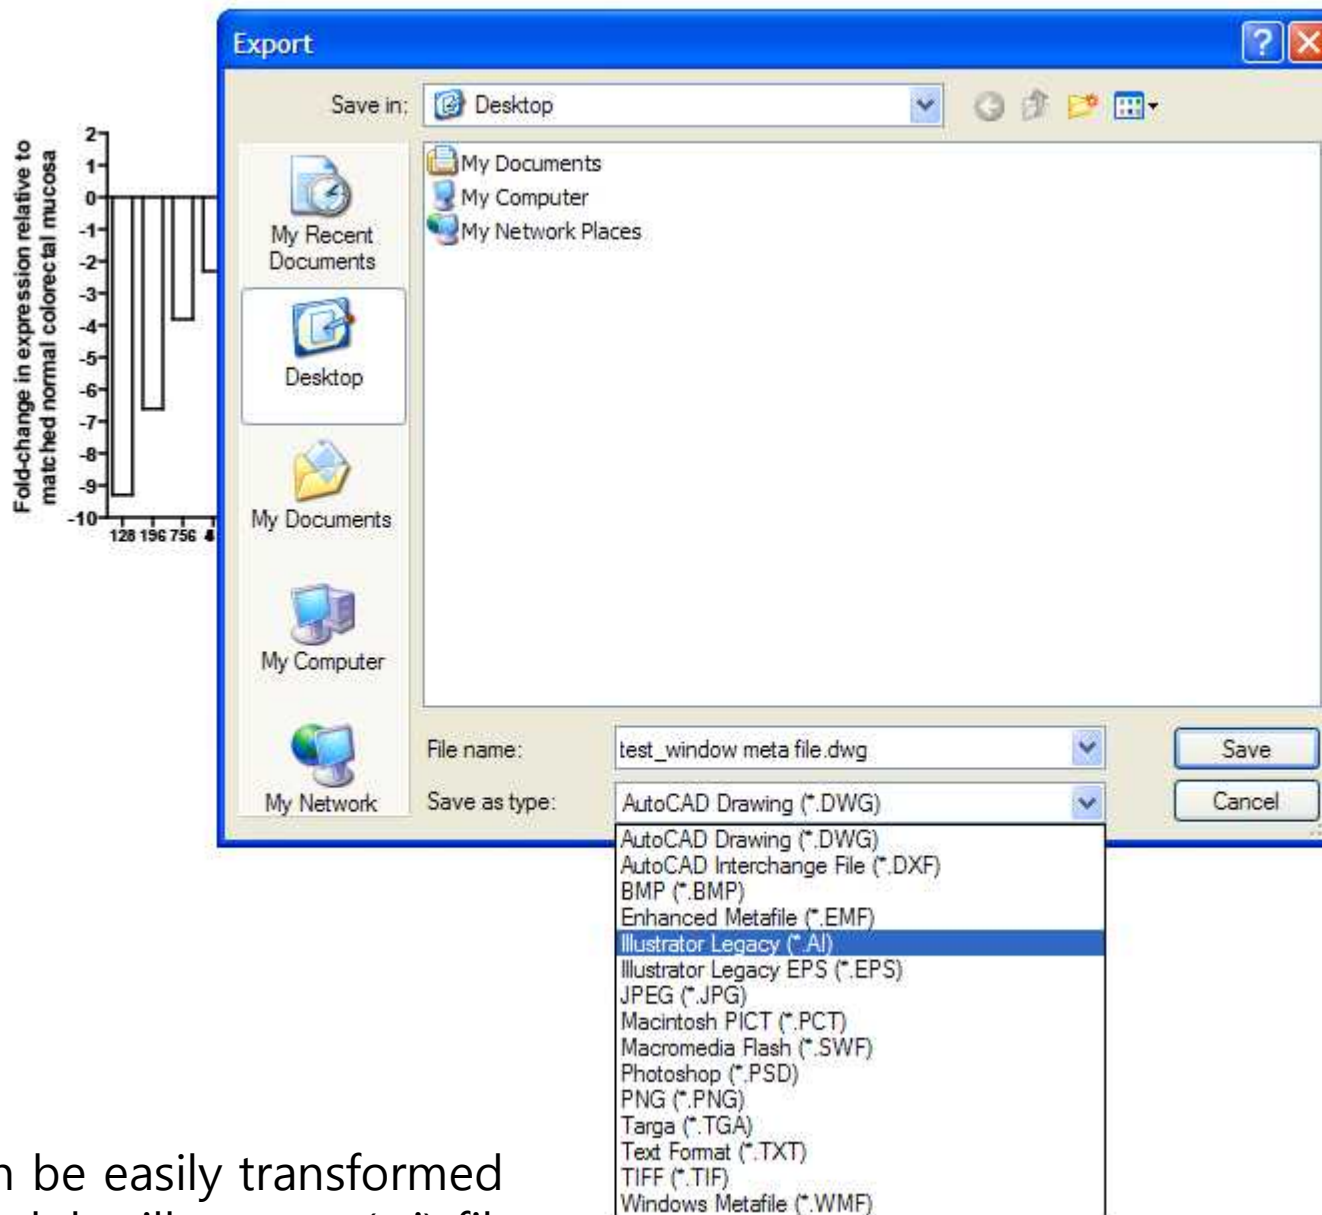 Export
Save in:
Desktop
My Documents
My Computer
My Network Places
My Recent
Documents
Desktop
My Documents
My Computer
My Network
File name:
test_window meta file.dwg
Save
Save as type:
AutoCAD Drawing (*.DWG)
Cancel
AutoCAD Drawing (*.DWG)
AutoCAD Interchange File (*.DXF)
BMP (*.BMP)
Enhanced Metafile (*.EMF)
Illustrator Legacy (*.AI)
Illustrator Legacy EPS (*.EPS)
JPEG (*.JPG)
Macintosh PICT (*.PCT)
Macromedia Flash (*.SWF)
Photoshop (*.PSD)
PNG (*.PNG)
Targa (*.TGA)
Text Format (*.TXT)
TIFF (*.TIF)
Windows Metafile (*.WMF)
Fold-change in expression relative to
matched normal colorectal mucosa
2
1
0
-1
-2
-3
-4
-5
-6
-7
-8
-9
-10
128 196 756
be easily transformed